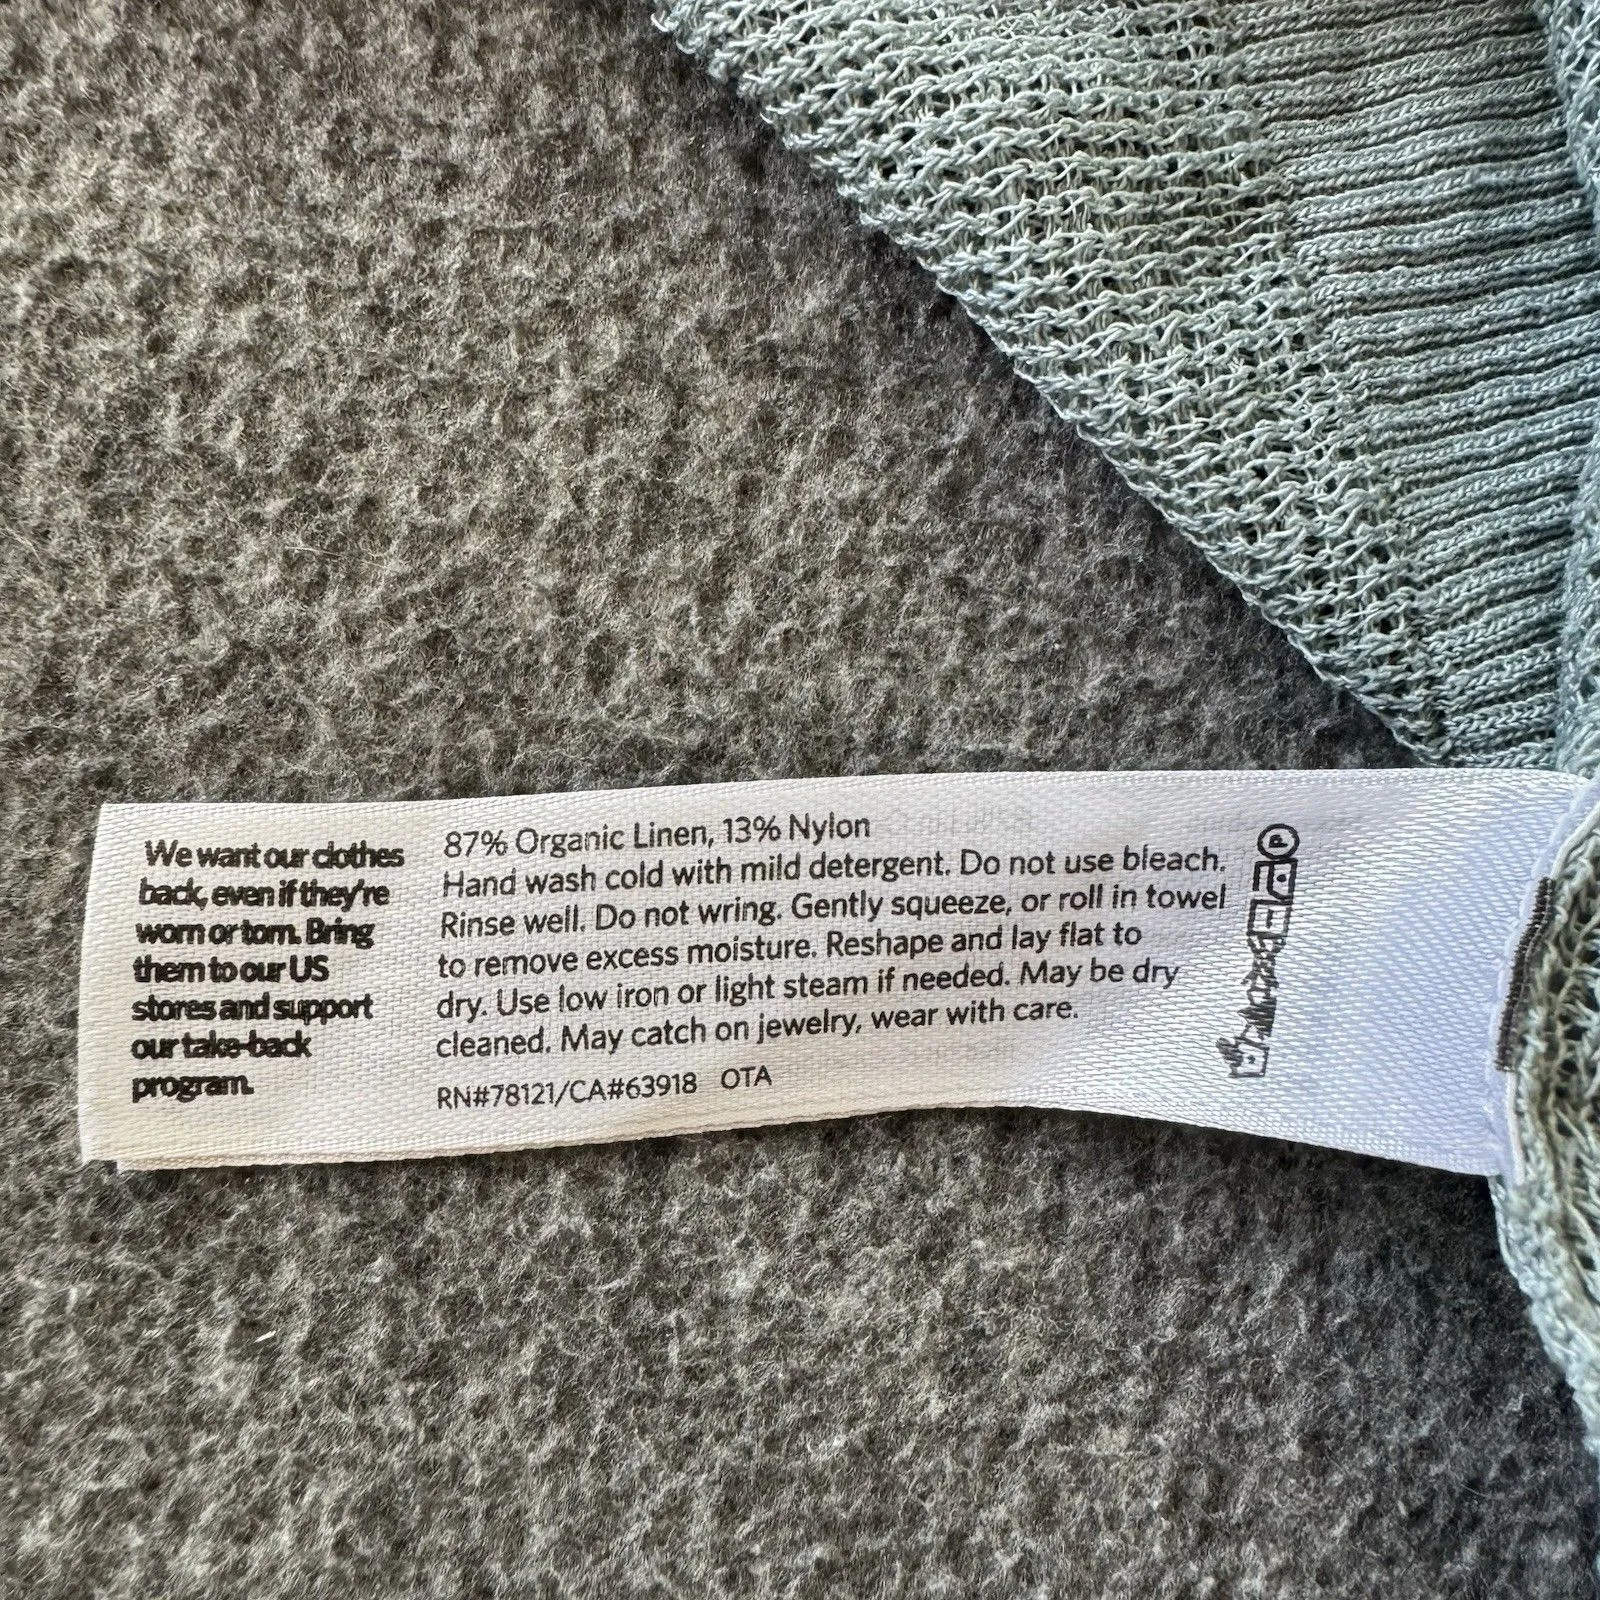 We want our clothes
back, even if they're
worn or torn. Bring
them to our US
stores and support
our take-back
program.
87% Organic Linen, 13% Nylon
Hand wash cold with mild detergent. Do not use bleach.
Rinse well. Do not wring. Gently squeeze, or roll in towel
to remove excess moisture. Reshape and lay flat to
dry. Use low iron or light steam if needed. May be dry
cleaned. May catch on jewelry, wear with care.
RN#78121/CA#63918 OTA
P